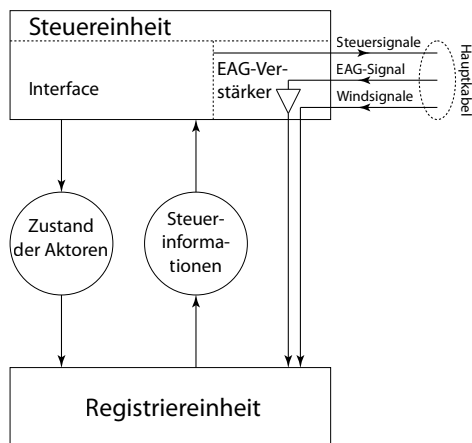 Steuereinheit
Steuersignale
EAG-Ver-
stärker
EAG-Signal
Interface
Windsignale
Hauptkabel
Zustand
der Aktoren
Steuer-
informa-
tionen
Registriereinheit